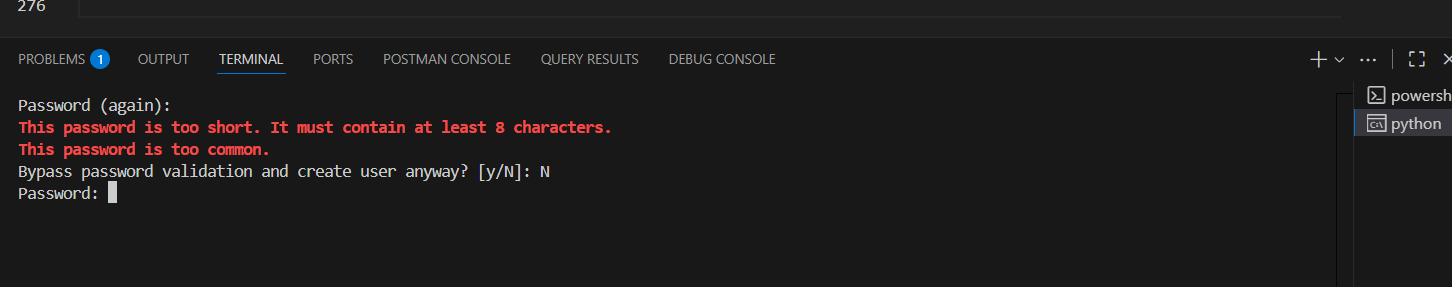 276
PROBLEMS 1 OUTPUT TERMINAL PORTS POSTMAN CONSOLE QUERY RESULTS DEBUG CONSOLE
Password (again):
This password is too short. It must contain at least 8 characters.
This password is too common.
Bypass password validation and create user anyway? [y/N]: N
Password:
powersh
python